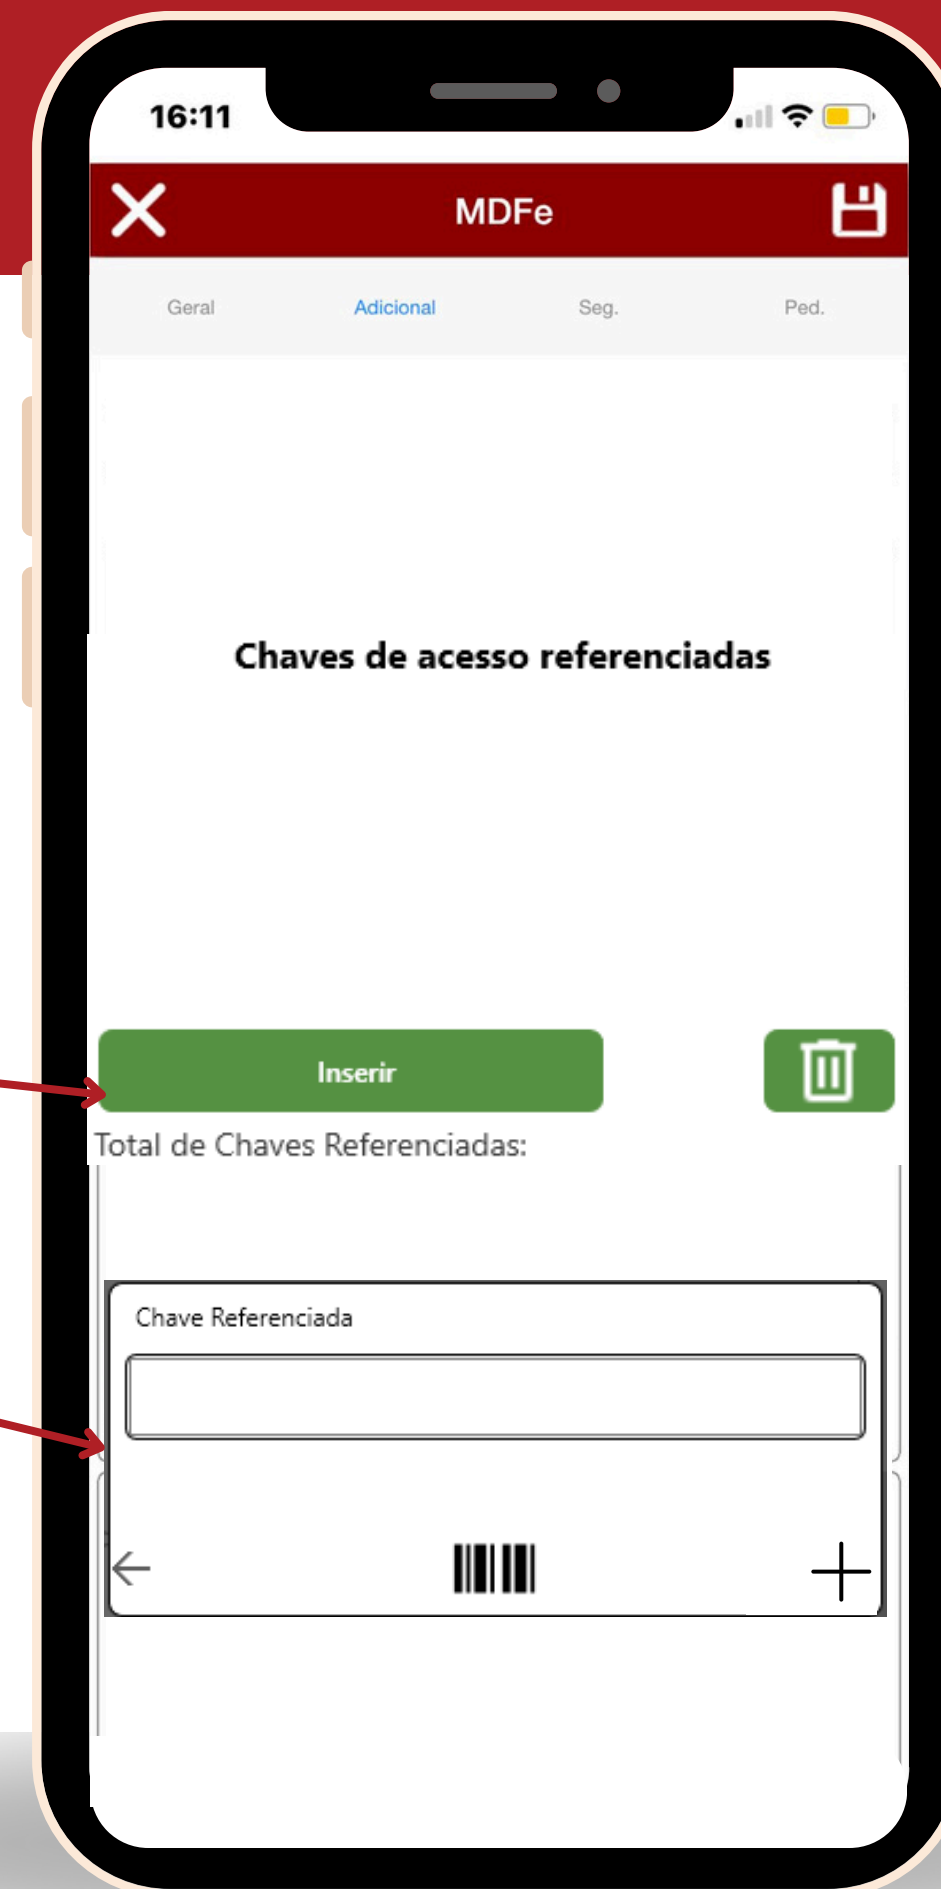 16:11
MDFe
Geral Adicional Seg. Ped.
Chaves de acesso referenciadas
Inserir
Total de Chaves Referenciadas:
Chave Referenciada